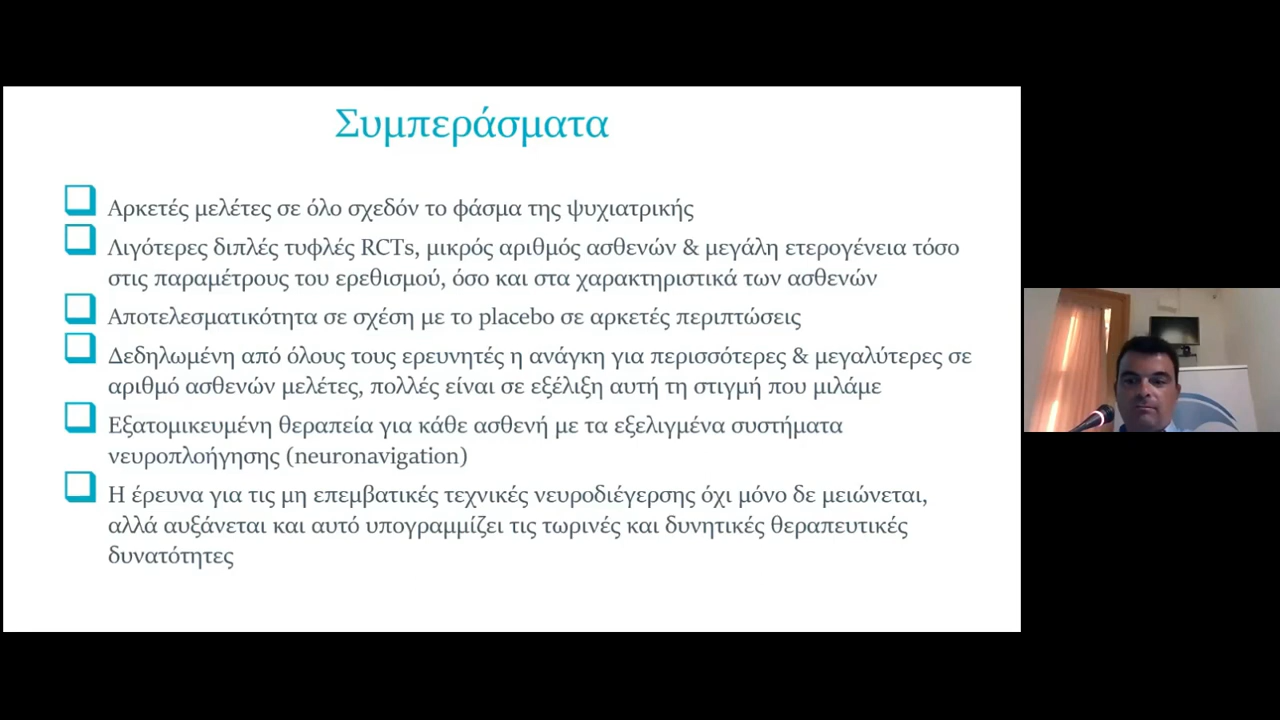 Συμπεράσματα
Αρκετές μελέτες σε όλο σχεδόν το φάσμα της ψυχιατρικής
Λιγότερες διπλές τυφλές RCTs, μικρός αριθμός ασθενών & μεγάλη ετερογένεια τόσο
στις παραμέτρους του ερεθισμού, όσο και στα χαρακτηριστικά των ασθενών
Αποτελεσματικότητα σε σχέση με το placebo σε αρκετές περιπτώσεις
Δεδηλωμένη από όλους τους ερευνητές η ανάγκη για περισσότερες & μεγαλύτερες σε
αριθμό ασθενών μελέτες, πολλές είναι σε εξέλιξη αυτή τη στιγμή που μιλάμε
Εξατομικευμένη θεραπεία για κάθε ασθενή με τα εξελιγμένα συστήματα
νευροπλοήγησης (neuronavigation)
Η έρευνα για τις μη επεμβατικές τεχνικές νευροδιέγερσης όχι μόνο δε μειώνεται,
αλλά αυξάνεται και αυτό υπογραμμίζει τις τωρινές και δυνητικές θεραπευτικές
δυνατότητες